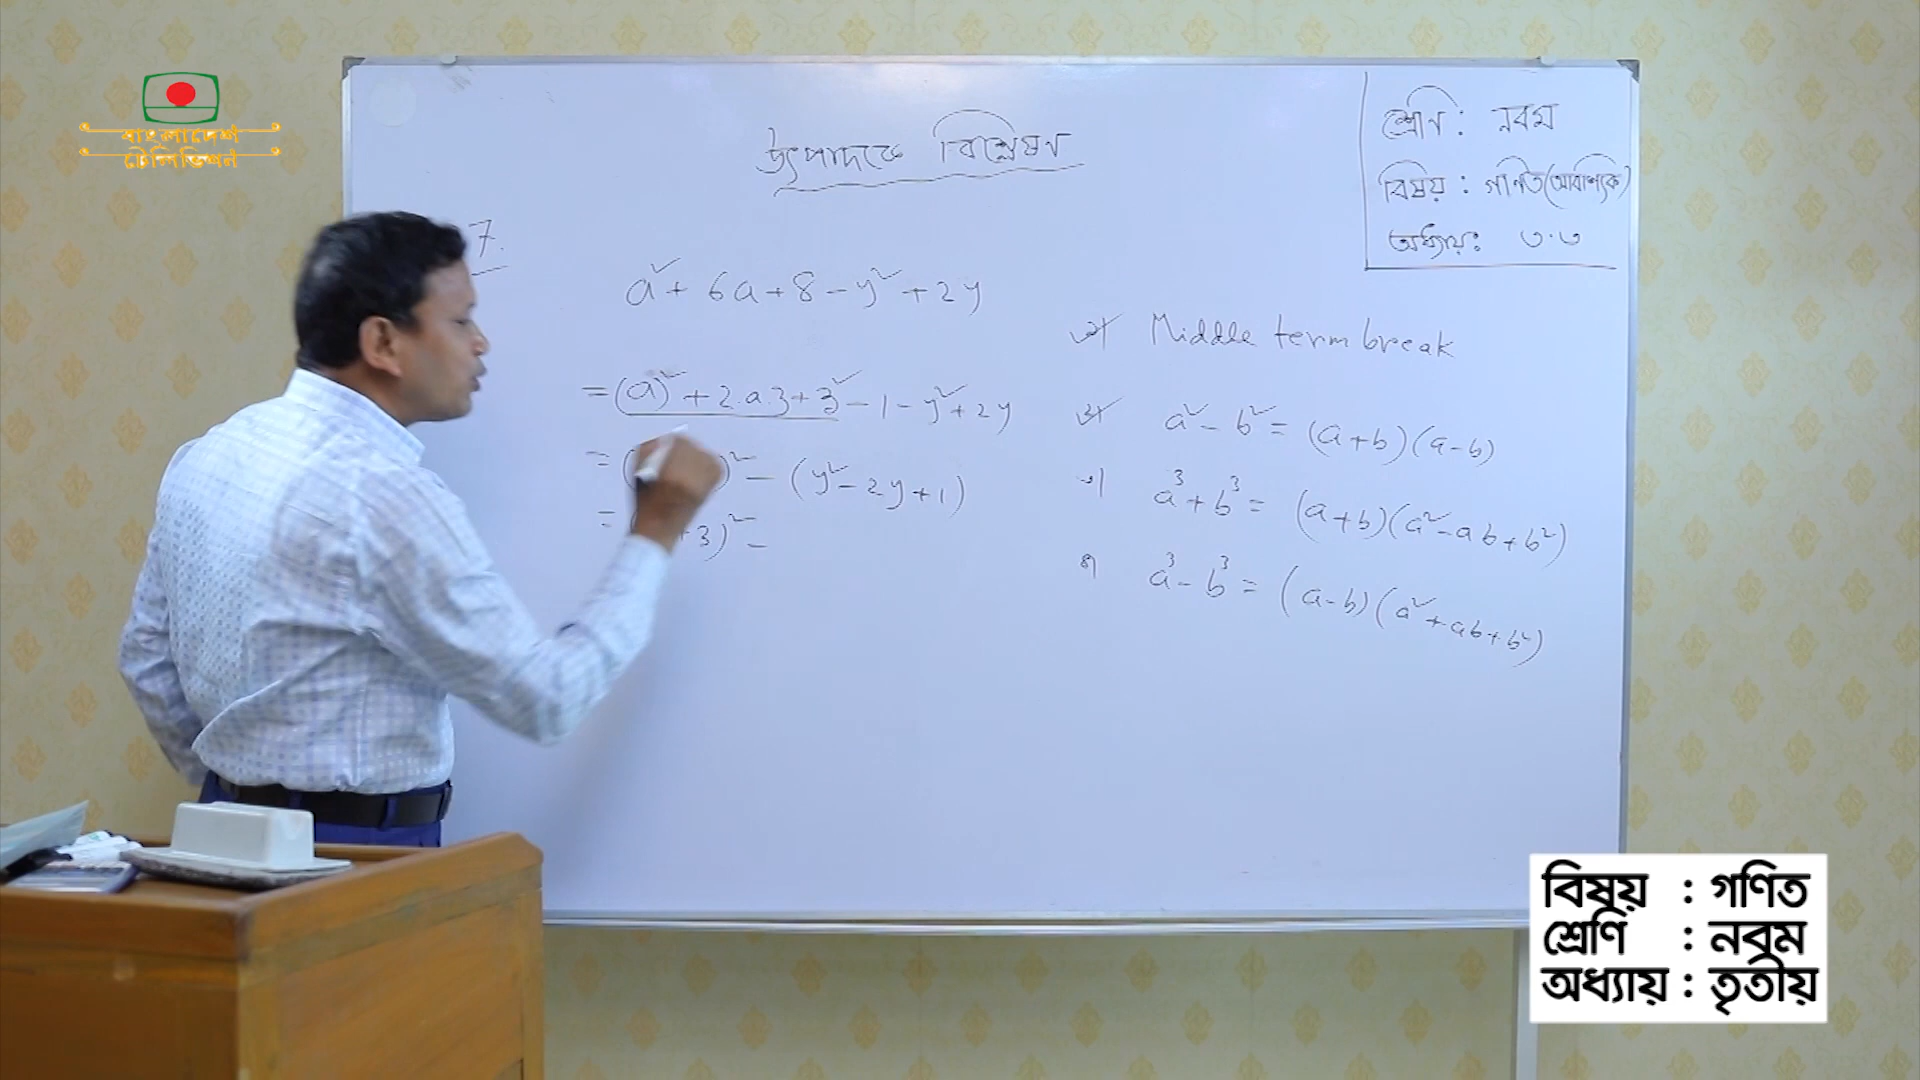 বাংলাদেশ
টেলিভিশন
উৎপাদকে বিশ্লেষণ
শ্রেণি : নবম
বিষয় : গণিত (আবশ্যিক)
অধ্যায়ঃ ৩.৩
7.
a² + 6a + 8 - y² + 2y
= (a)² + 2.a.3 + 3² - 1 - y² + 2y
= ( )² - (y² - 2y + 1)
= ( +3)² -
ক) Middle term break
খ) a² - b² = (a+b)(a-b)
গ) a³ + b³ = (a+b)(a² - ab + b²)
ঘ) a³ - b³ = (a-b)(a² + ab + b²)
বিষয় : গণিত
শ্রেণি : নবম
অধ্যায় : তৃতীয়